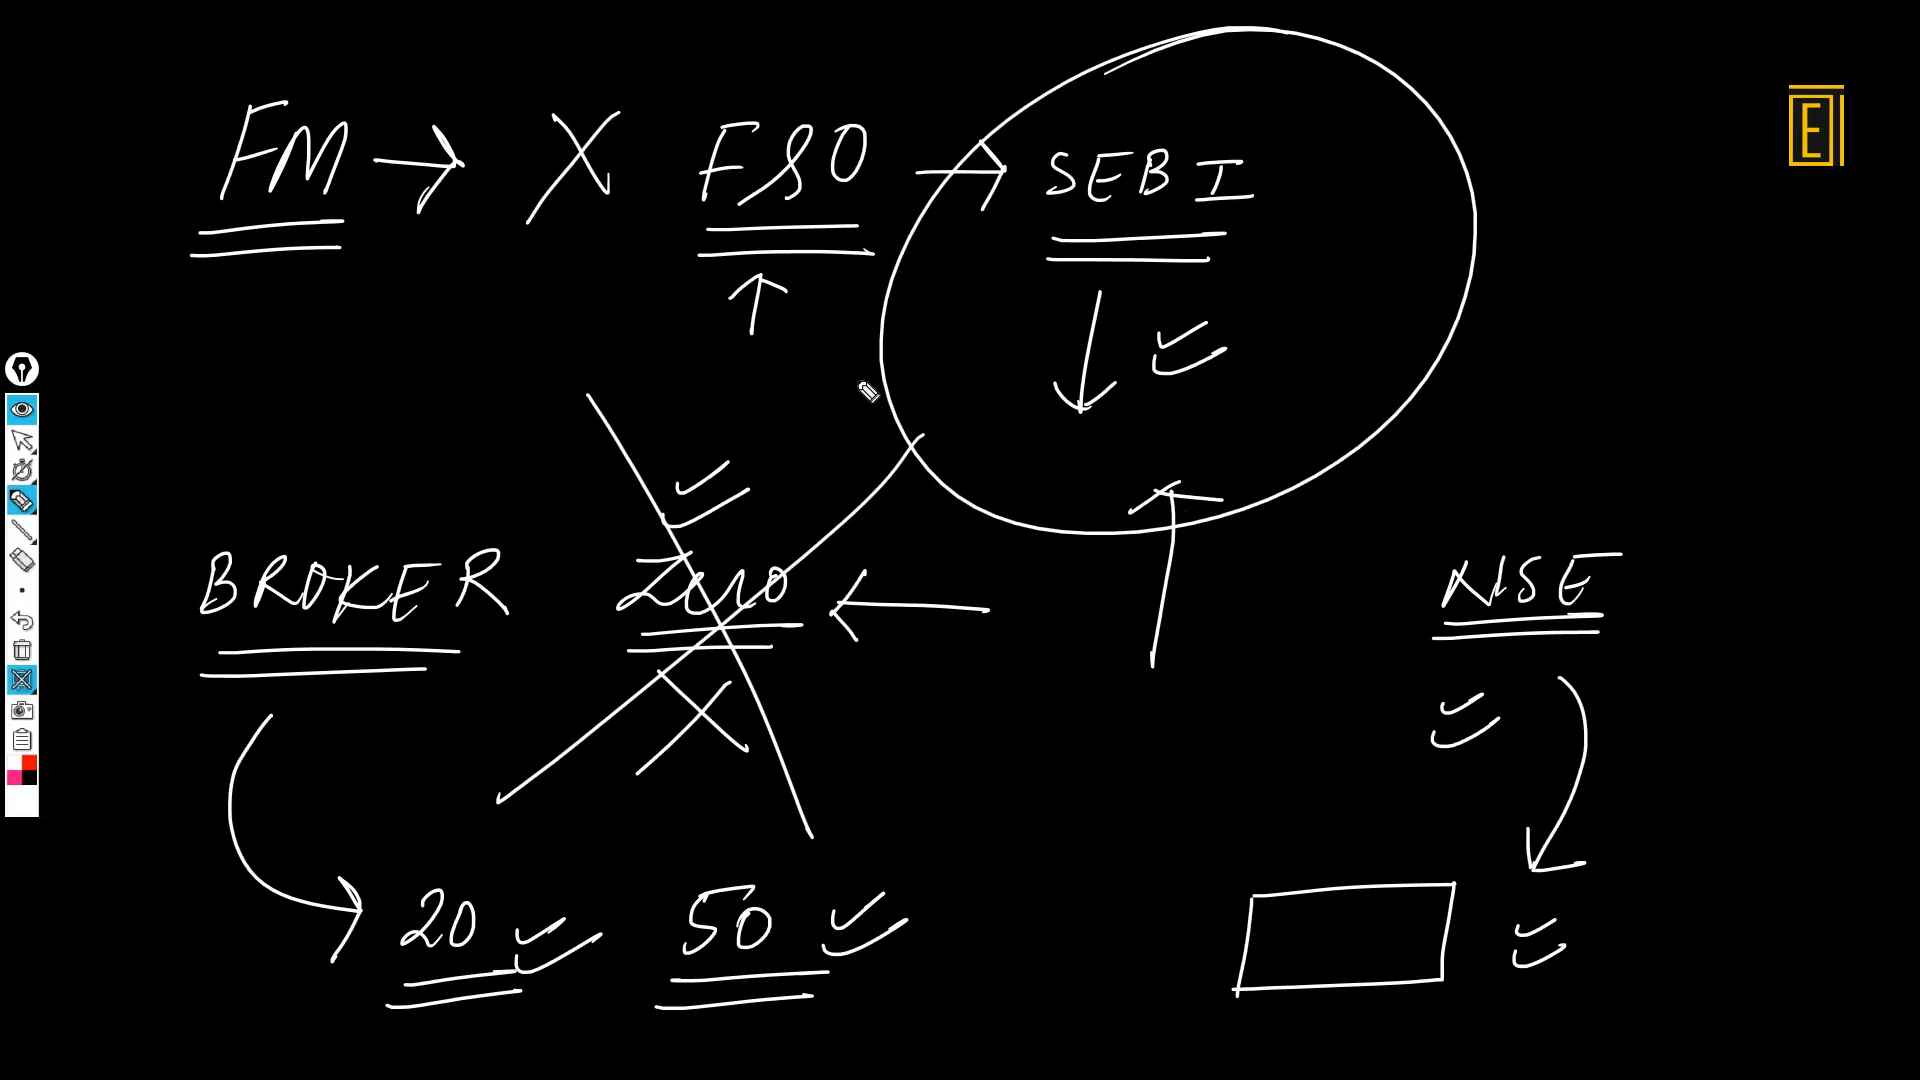 FM → X F&O → SEBI
BROKER Zero ← NSE
20 50
E